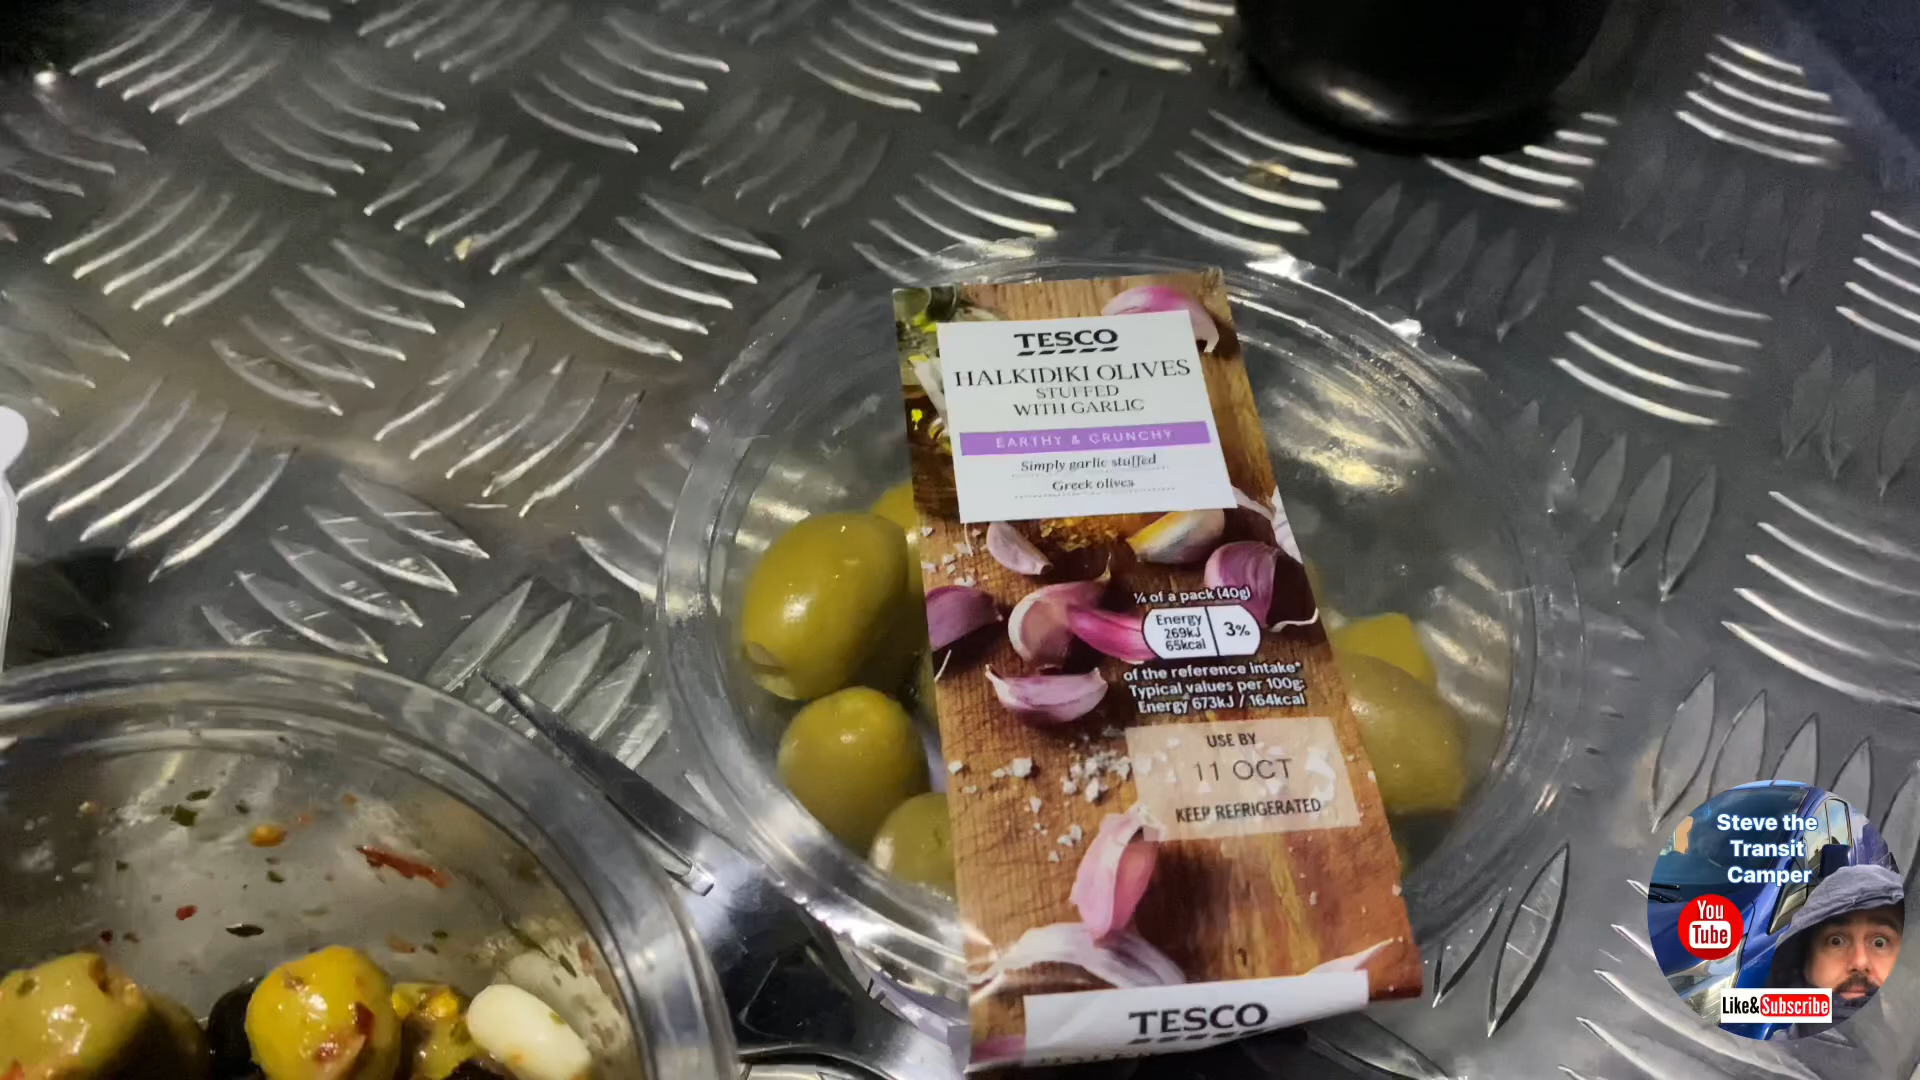 TESCO
HALKIDIKI OLIVES
STUFFED
WITH GARLIC
EARTHY & CRUNCHY
Simply garlic stuffed
Greek olives
¼ of a pack (40g)
Energy
269kJ
65kcal
3%
of the reference intake*
Typical values per 100g:
Energy 673kJ / 164kcal
USE BY
11 OCT
KEEP REFRIGERATED
TESCO
Steve the
Transit
Camper
You
Tube
Like&Subscribe